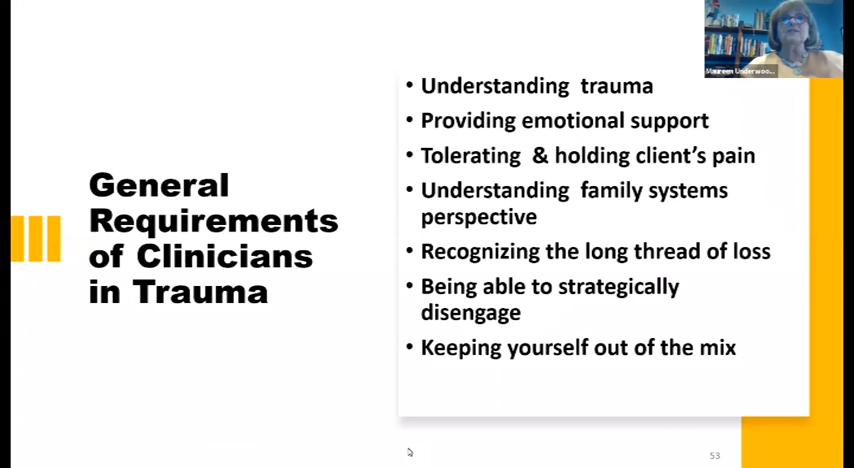 Maureen Underwoo...
General
Requirements
of Clinicians
in Trauma
• Understanding trauma
• Providing emotional support
• Tolerating & holding client's pain
• Understanding family systems
perspective
• Recognizing the long thread of loss
• Being able to strategically
disengage
• Keeping yourself out of the mix
53